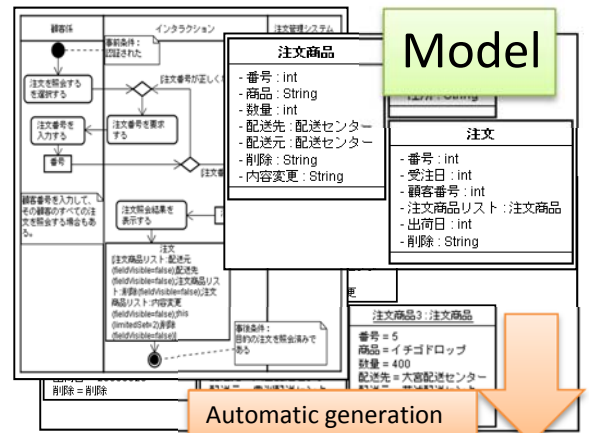 顧客係
インタラクション
注文管理システム
事前条件：
認証された
注文を照会する
を選択する
[注文番号が正しく
注文番号を
入力する
注文番号を要求
する
番号
[注文番
顧客番号を入力して、
その顧客のすべての注
文を照会する場合もあ
る。
注文照会結果を
表示する
注文
[注文商品リスト：配送元
(fieldVisible=false);配送先
(fieldVisible=false);注文商品リス
ト：削除(fieldVisible=false);注文
商品リスト：内容変更
(fieldVisible=false);this
(limitedSet=2);削除
(fieldVisible=false)]
事後条件：
目的の注文を照会済みで
ある
注文商品
- 番号 : int
- 商品 : String
- 数量 : int
- 配送先 : 配送センター
- 配送元 : 配送センター
- 削除 : String
- 内容変更 : String
Model
注文
- 番号 : int
- 受注日 : int
- 顧客番号 : int
- 注文商品リスト : 注文商品
- 出荷日 : int
- 削除 : String
更
注文商品3 : 注文商品
番号 = 5
商品 = イチゴドロップ
数量 = 400
配送先 = 大宮配送センター
削除 = 削除
Automatic generation